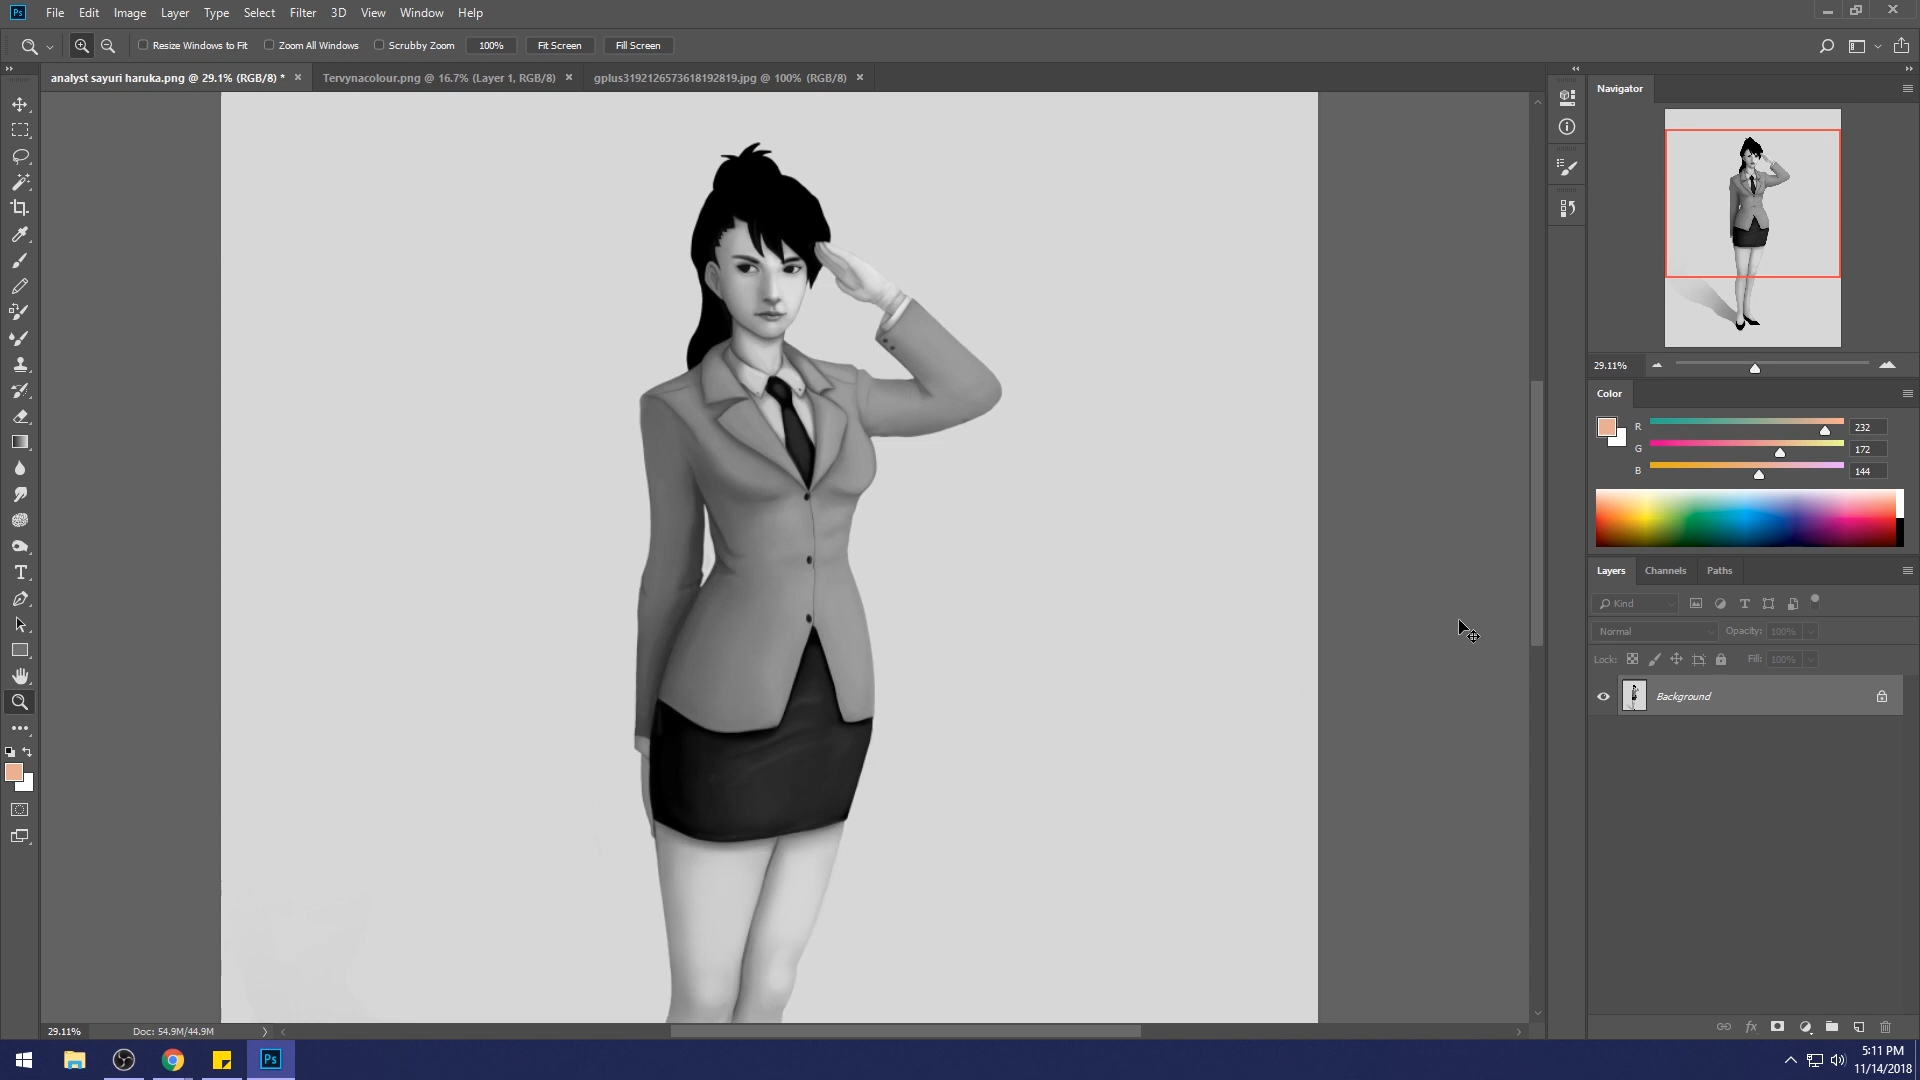 Ps File Edit Image Layer Type Select Filter 3D View Window Help
Resize Windows to Fit Zoom All Windows Scrubby Zoom 100% Fit Screen Fill Screen
analyst sayuri haruka.png @ 29.1% (RGB/8) * Tervynacolour.png @ 16.7% (Layer 1, RGB/8) gplus3192126573618192819.jpg @ 100% (RGB/8)
Navigator
29.11%
Color
R 232
G 172
B 144
Layers Channels Paths
Kind
Normal Opacity: 100%
Lock: Fill: 100%
Background
fx
29.11% Doc: 54.9M/44.9M
Ps
5:11 PM
11/14/2018